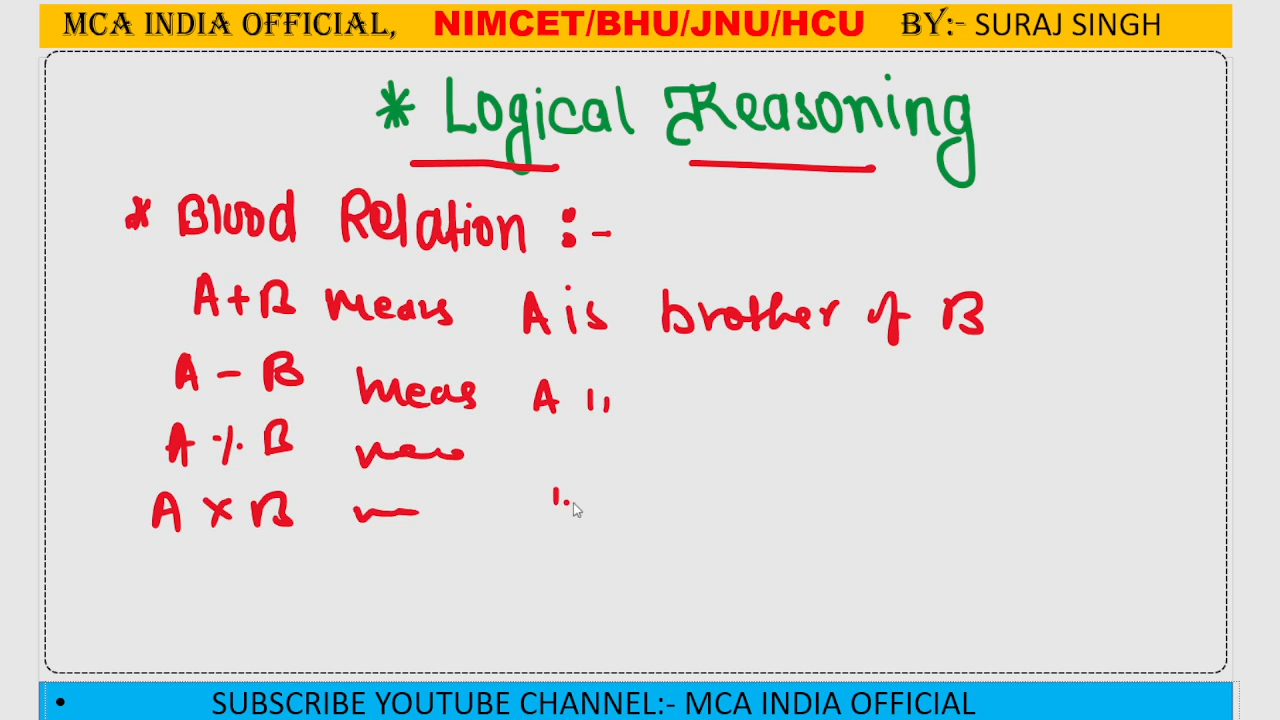 MCA INDIA OFFICIAL, NIMCET/BHU/JNU/HCU BY:- SURAJ SINGH
* Logical Reasoning
* Blood Relation :-
A+B means A is brother of B
A - B meas A
A % B
A × B
• SUBSCRIBE YOUTUBE CHANNEL:- MCA INDIA OFFICIAL